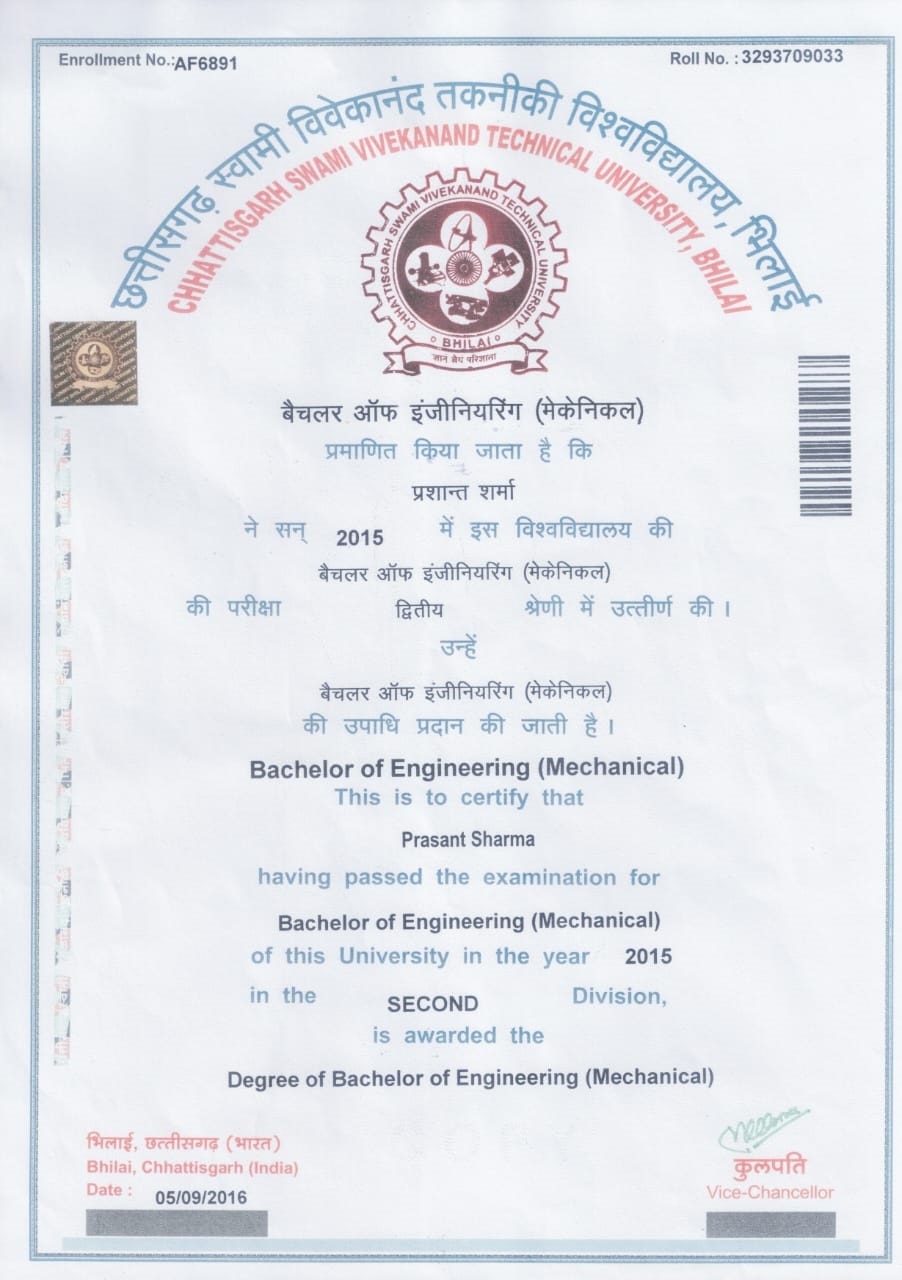 Enrollment No.: AF6891
Roll No. : 3293709033
छत्तीसगढ़ स्वामी विवेकानंद तकनीकी विश्वविद्यालय, भिलाई
CHHATTISGARH SWAMI VIVEKANAND TECHNICAL UNIVERSITY, BHILAI
CHHATTISGARH SWAMI VIVEKANAND TECHNICAL UNIVERSITY
BHILAI
बैचलर ऑफ इंजीनियरिंग (मेकेनिकल)
प्रमाणित किया जाता है कि
प्रशान्त शर्मा
ने सन् 2015 में इस विश्वविद्यालय की
बैचलर ऑफ इंजीनियरिंग (मेकेनिकल)
की परीक्षा द्वितीय श्रेणी में उत्तीर्ण की ।
उन्हें
बैचलर ऑफ इंजीनियरिंग (मेकेनिकल)
की उपाधि प्रदान की जाती है ।
Bachelor of Engineering (Mechanical)
This is to certify that
Prasant Sharma
having passed the examination for
Bachelor of Engineering (Mechanical)
of this University in the year 2015
in the SECOND Division,
is awarded the
Degree of Bachelor of Engineering (Mechanical)
भिलाई, छत्तीसगढ़ (भारत)
Bhilai, Chhattisgarh (India)
Date : 05/09/2016
कुलपति
Vice-Chancellor